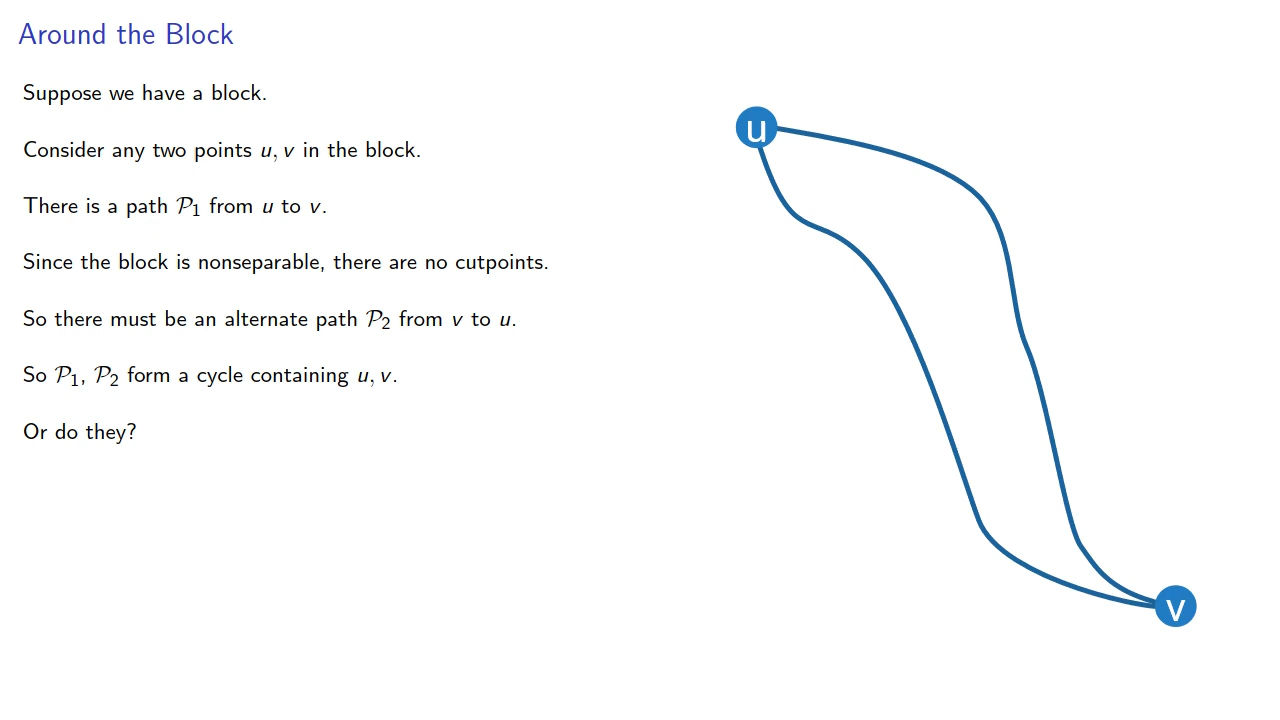 Around the Block
Suppose we have a block.
Consider any two points u, v in the block.
There is a path 𝒫₁ from u to v.
Since the block is nonseparable, there are no cutpoints.
So there must be an alternate path 𝒫₂ from v to u.
So 𝒫₁, 𝒫₂ form a cycle containing u, v.
Or do they?
u
v